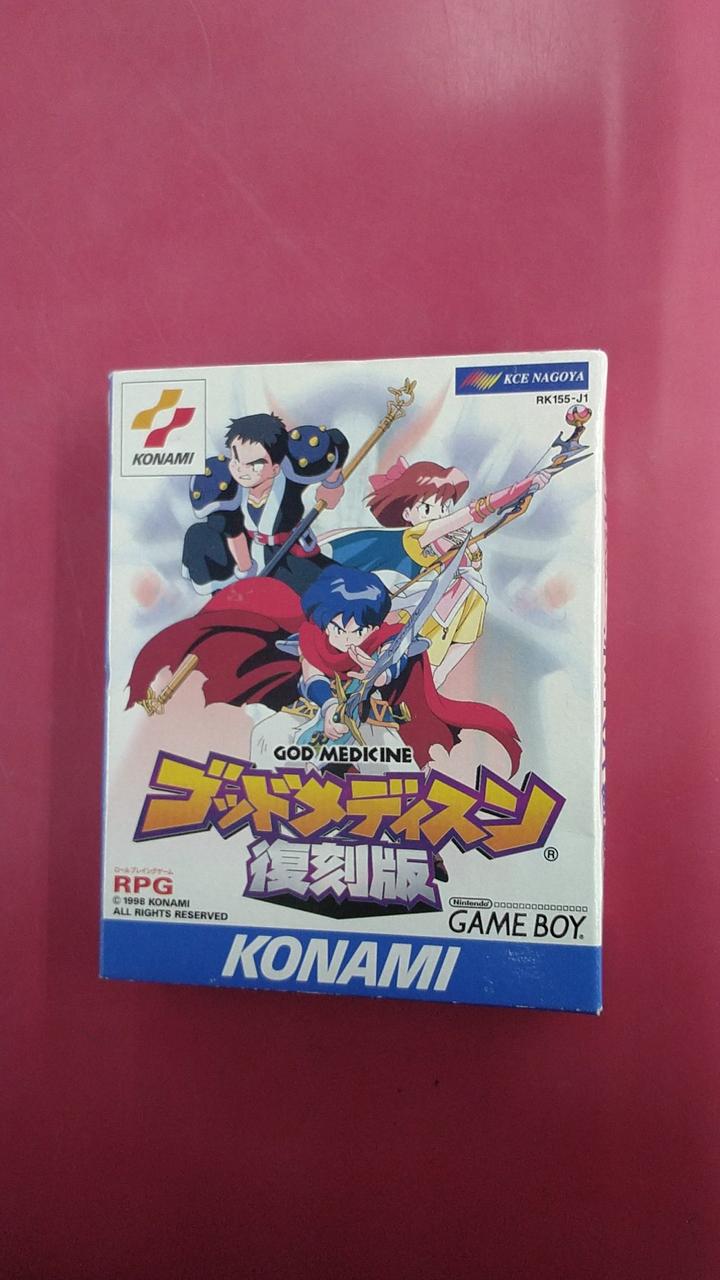 KONAMI
KCE NAGOYA
RK155-J1
GOD MEDICINE
ゴッドメディスン
®
復刻版
ロールプレイングゲーム
RPG
© 1998 KONAMI
ALL RIGHTS RESERVED
Nintendo
GAME BOY
KONAMI